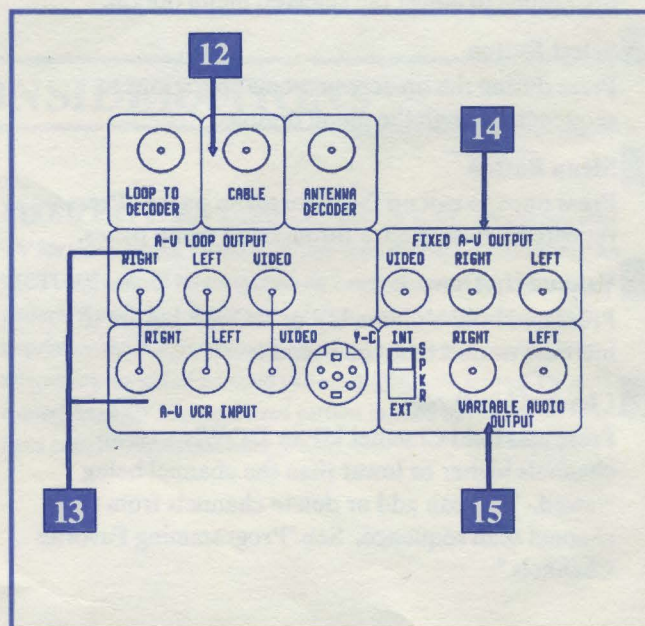 12
14
LOOP TO DECODER
CABLE
ANTENNA DECODER
A-V LOOP OUTPUT
RIGHT LEFT VIDEO
FIXED A-V OUTPUT
VIDEO RIGHT LEFT
RIGHT LEFT VIDEO Y-C
A-V VCR INPUT
INT
SPKR
EXT
RIGHT LEFT
VARIABLE AUDIO
OUTPUT
13
15